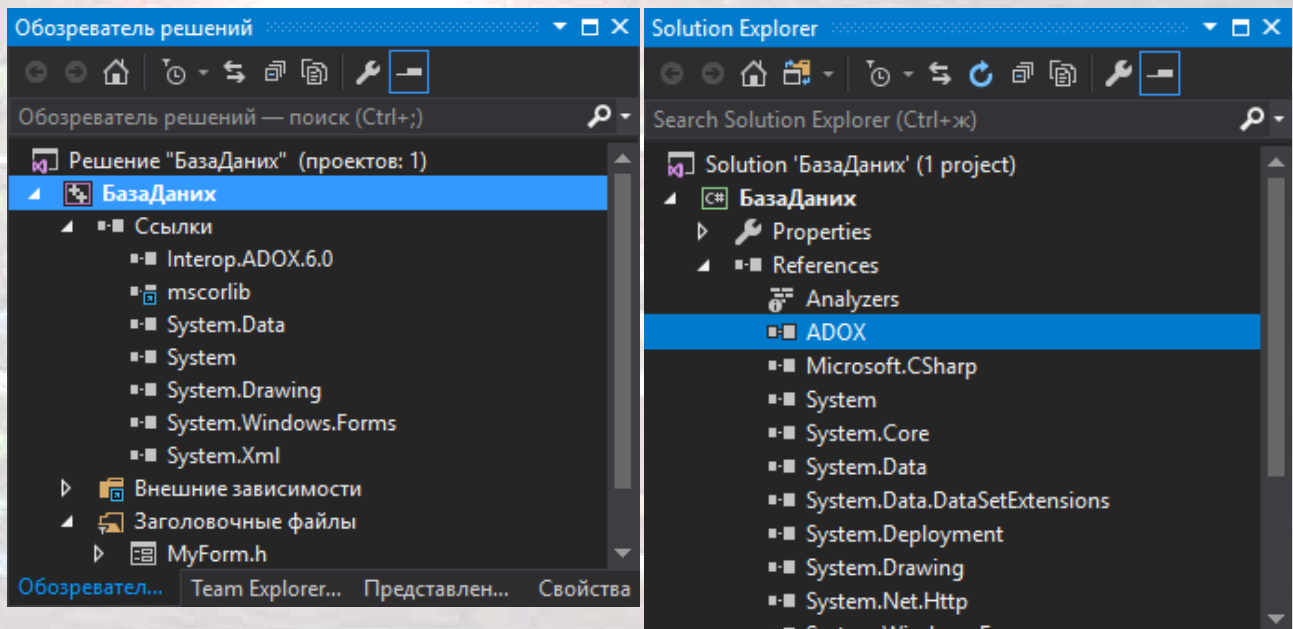 Обозреватель решений
Обозреватель решений — поиск (Ctrl+;)
Решение "БазаДаних" (проектов: 1)
БазаДаних
Ссылки
Interop.ADOX.6.0
mscorlib
System.Data
System
System.Drawing
System.Windows.Forms
System.Xml
Внешние зависимости
Заголовочные файлы
MyForm.h
Обозревател... Team Explorer... Представлен... Свойства
Solution Explorer
Search Solution Explorer (Ctrl+ж)
Solution 'БазаДаних' (1 project)
C# БазаДаних
Properties
References
Analyzers
ADOX
Microsoft.CSharp
System
System.Core
System.Data
System.Data.DataSetExtensions
System.Deployment
System.Drawing
System.Net.Http